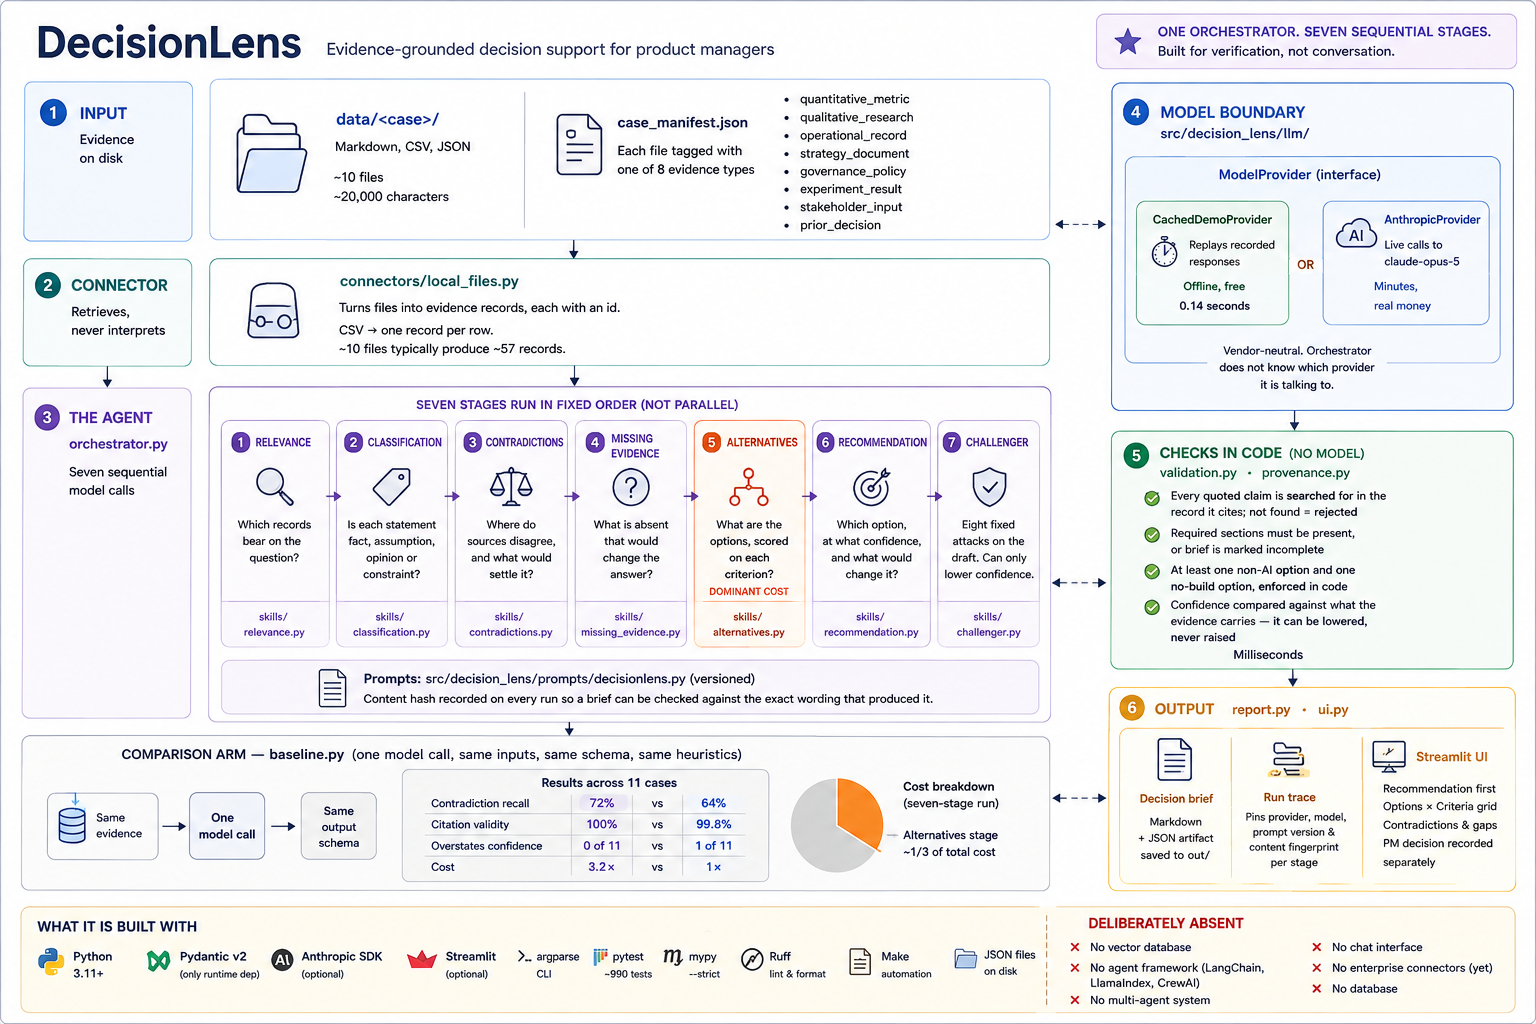 DecisionLens
Evidence-grounded decision support for product managers
ONE ORCHESTRATOR. SEVEN SEQUENTIAL STAGES.
Built for verification, not conversation.
1 INPUT
Evidence
on disk
data/<case>/
Markdown, CSV, JSON
~10 files
~20,000 characters
case_manifest.json
Each file tagged with
one of 8 evidence types
• quantitative_metric
• qualitative_research
• operational_record
• strategy_document
• governance_policy
• experiment_result
• stakeholder_input
• prior_decision
2 CONNECTOR
Retrieves,
never interprets
connectors/local_files.py
Turns files into evidence records, each with an id.
CSV → one record per row.
~10 files typically produce ~57 records.
3 THE AGENT
orchestrator.py
Seven sequential
model calls
SEVEN STAGES RUN IN FIXED ORDER (NOT PARALLEL)
1 RELEVANCE
Which records
bear on the
question?
skills/
relevance.py
2 CLASSIFICATION
Is each statement
fact, assumption,
opinion or
constraint?
skills/
classification.py
3 CONTRADICTIONS
Where do
sources disagree,
and what would
settle it?
skills/
contradictions.py
4 MISSING
EVIDENCE
What is absent
that would
change the
answer?
skills/
missing_evidence.py
5 ALTERNATIVES
What are the
options, scored
on each
criterion?
DOMINANT COST
skills/
alternatives.py
6 RECOMMENDATION
Which option,
at what confidence,
and what would
change it?
skills/
recommendation.py
7 CHALLENGER
Eight fixed
attacks on the
draft. Can only
lower confidence.
skills/
challenger.py
Prompts: src/decision_lens/prompts/decisionlens.py (versioned)
Content hash recorded on every run so a brief can be checked against the exact wording that produced it.
4 MODEL BOUNDARY
src/decision_lens/llm/
ModelProvider (interface)
CachedDemoProvider
Replays recorded
responses
Offline, free
0.14 seconds
OR
AnthropicProvider
AI
Live calls to
claude-opus-5
Minutes,
real money
Vendor-neutral. Orchestrator
does not know which provider
it is talking to.
5 CHECKS IN CODE (NO MODEL)
validation.py • provenance.py
Every quoted claim is searched for in the
record it cites; not found = rejected
Required sections must be present,
or brief is marked incomplete
At least one non-AI option and one
no-build option, enforced in code
Confidence compared against what the
evidence carries — it can be lowered,
never raised
Milliseconds
6 OUTPUT report.py • ui.py
Decision brief
Markdown
+ JSON artifact
saved to out/
Run trace
Pins provider, model,
prompt version &
content fingerprint
per stage
Streamlit UI
Recommendation first
Options × Criteria grid
Contradictions & gaps
PM decision recorded
separately
COMPARISON ARM — baseline.py (one model call, same inputs, same schema, same heuristics)
Same
evidence
One
model call
Same
output
schema
Results across 11 cases
Contradiction recall 72% vs 64%
Citation validity 100% vs 99.8%
Overstates confidence 0 of 11 vs 1 of 11
Cost 3.2× vs 1×
Cost breakdown
(seven-stage run)
Alternatives stage
~1/3 of total cost
WHAT IT IS BUILT WITH
Python
3.11+
Pydantic v2
(only runtime dep)
AI
Anthropic SDK
(optional)
Streamlit
(optional)
>_ argparse
CLI
pytest
~990 tests
m mypy
--strict
Ruff
lint & format
Make
automation
JSON files
on disk
DELIBERATELY ABSENT
No vector database
No agent framework (LangChain,
LlamaIndex, CrewAI)
No multi-agent system
No chat interface
No enterprise connectors (yet)
No database